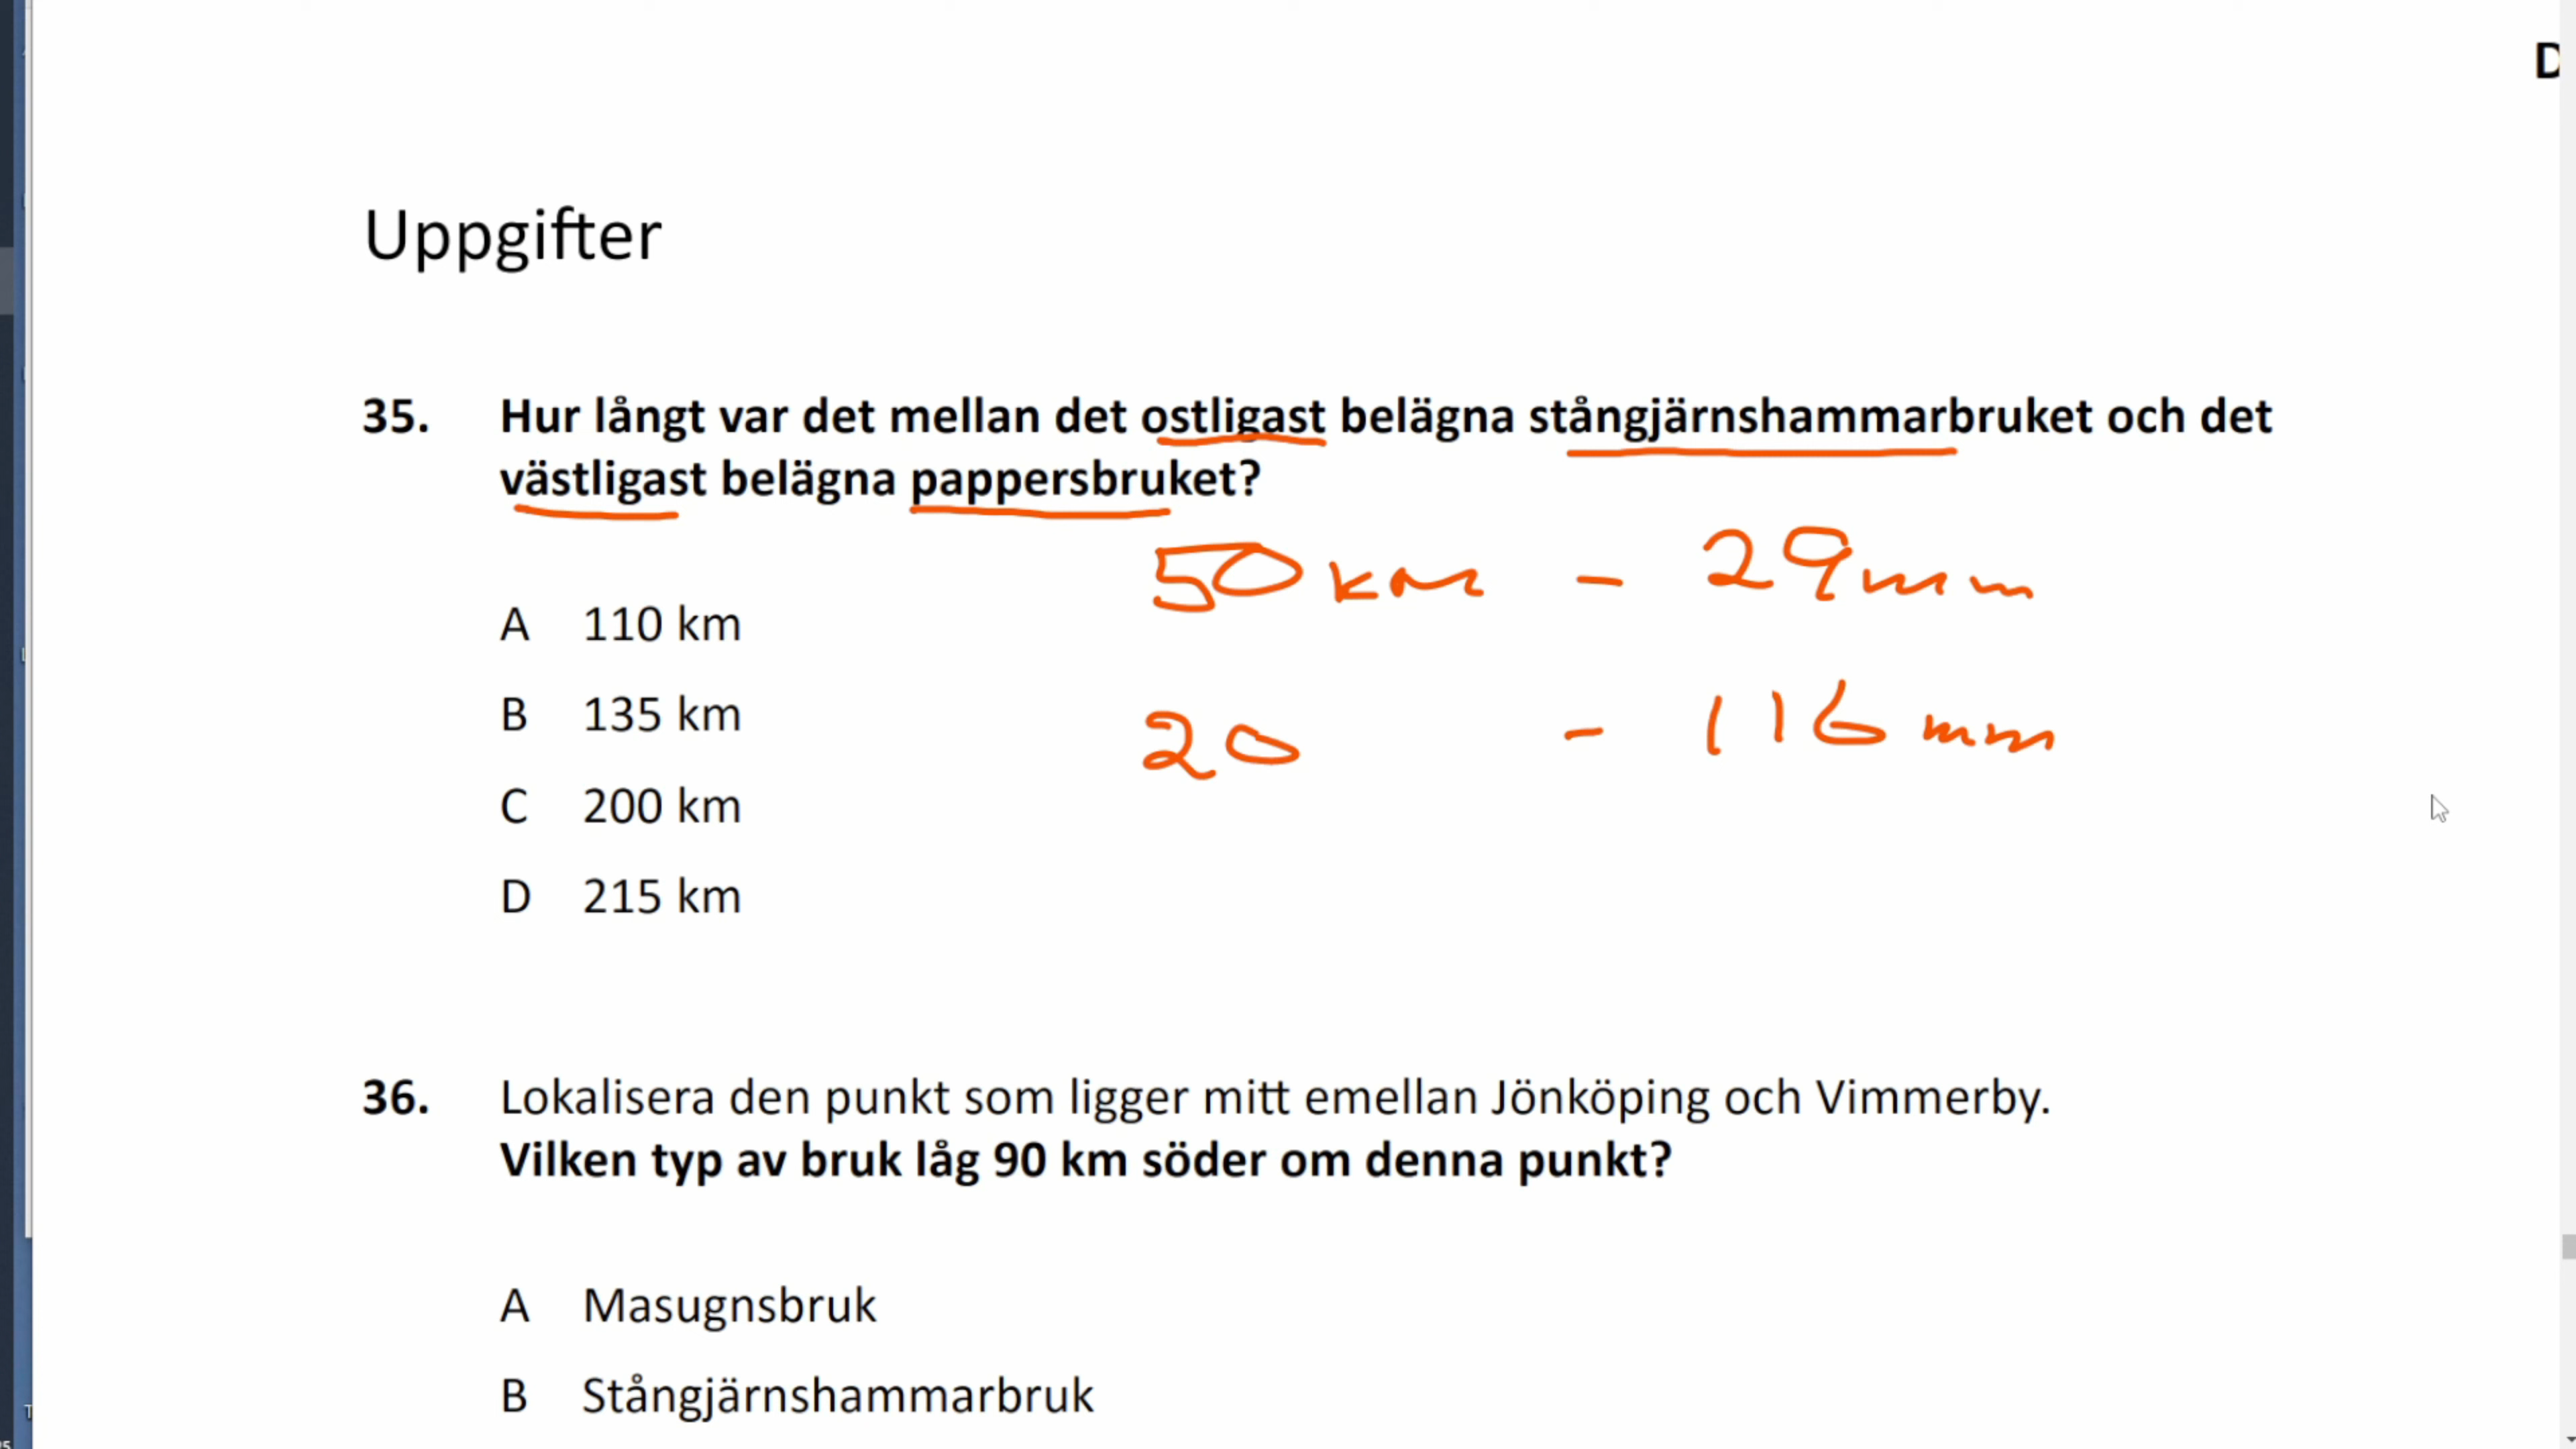 D
Uppgifter
35. Hur långt var det mellan det ostligast belägna stångjärnshammarbruket och det
västligast belägna pappersbruket?
50 km - 29 mm
A 110 km
B 135 km
20 - 116 mm
C 200 km
D 215 km
36. Lokalisera den punkt som ligger mitt emellan Jönköping och Vimmerby.
Vilken typ av bruk låg 90 km söder om denna punkt?
A Masugnsbruk
B Stångjärnshammarbruk